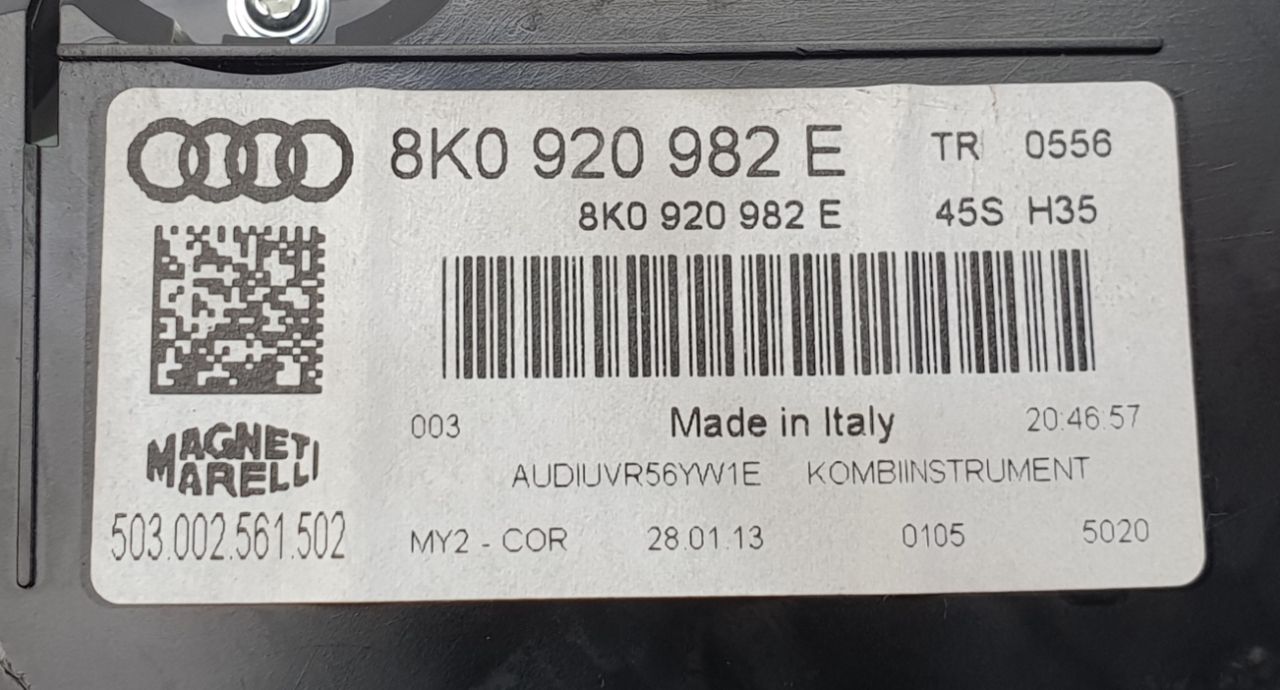 8K0 920 982 E TR 0556
8K0 920 982 E 45S H35
003 Made in Italy 20:46:57
AUDIUVR56YW1E KOMBIINSTRUMENT
MAGNETI
MARELLI
503.002.561.502 MY2 - COR 28.01.13 0105 5020